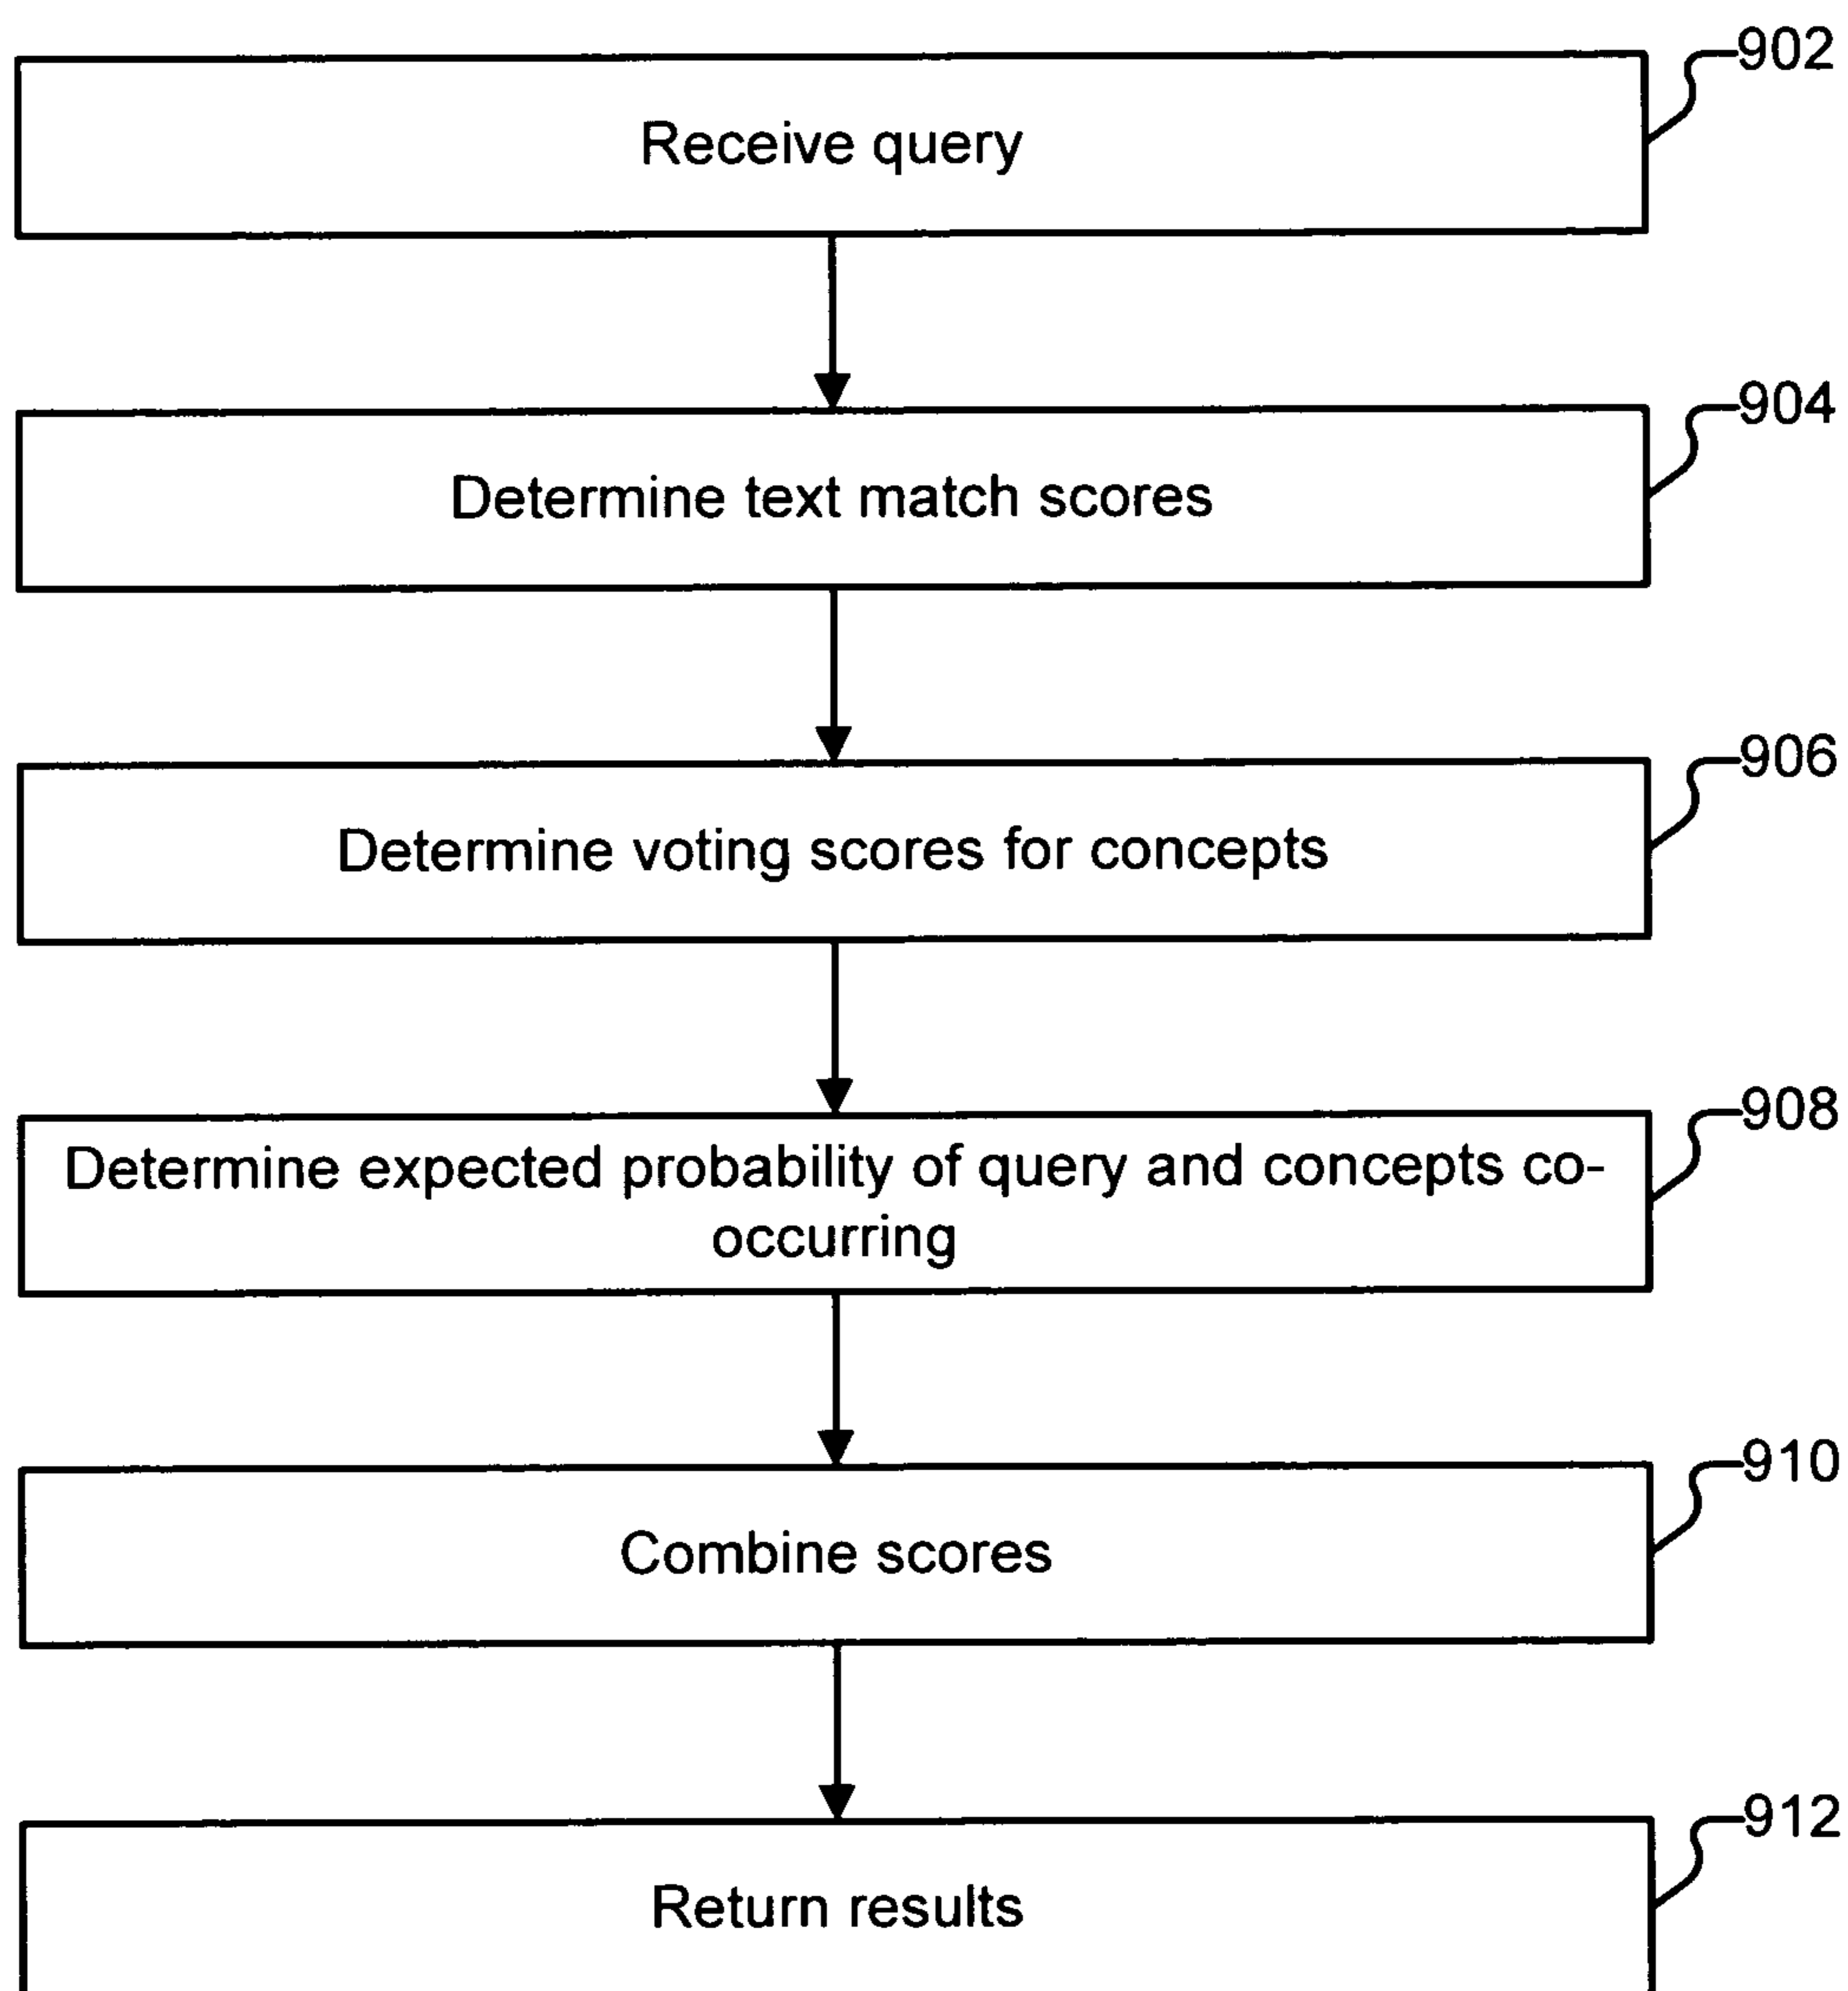 902
Receive query
904
Determine text match scores
906
Determine voting scores for concepts
908
Determine expected probability of query and concepts co-
occurring
910
Combine scores
912
Return results